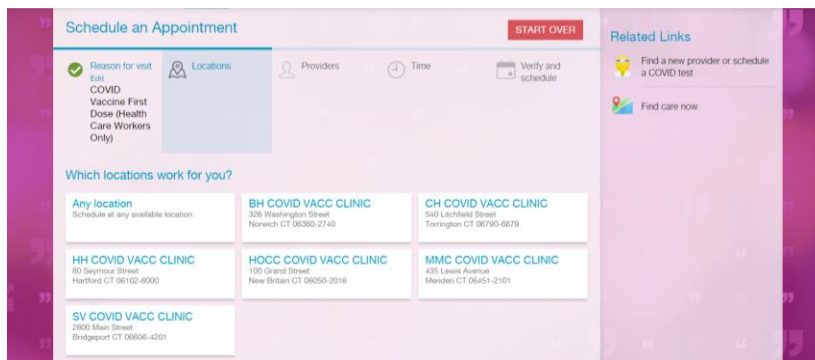 Schedule an Appointment
START OVER
Reason for visit
Edit
COVID
Vaccine First
Dose (Health
Care Workers
Only)
Locations
Providers
Time
Verify and
schedule
Which locations work for you?
Any location
Schedule at any available location.
BH COVID VACC CLINIC
326 Washington Street
Norwich CT 06360-2740
CH COVID VACC CLINIC
540 Litchfield Street
Torrington CT 06790-6679
HH COVID VACC CLINIC
80 Seymour Street
Hartford CT 06102-8000
HOCC COVID VACC CLINIC
100 Grand Street
New Britain CT 06050-2016
MMC COVID VACC CLINIC
435 Lewis Avenue
Meriden CT 06451-2101
SV COVID VACC CLINIC
2800 Main Street
Bridgeport CT 06606-4201
Related Links
Find a new provider or schedule
a COVID test
Find care now